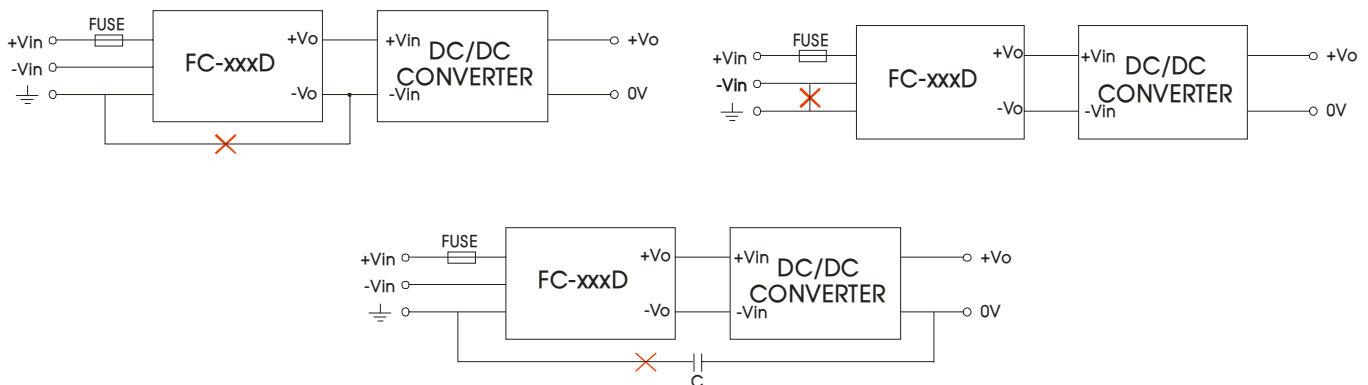 FUSE
+Vin
-Vin
FC-xxxD
+Vo
-Vo
+Vin
-Vin
DC/DC
CONVERTER
+Vo
0V
FUSE
+Vin
-Vin
FC-xxxD
+Vo
-Vo
+Vin
-Vin
DC/DC
CONVERTER
+Vo
0V
FUSE
+Vin
-Vin
FC-xxxD
+Vo
-Vo
+Vin
-Vin
DC/DC
CONVERTER
+Vo
0V
C